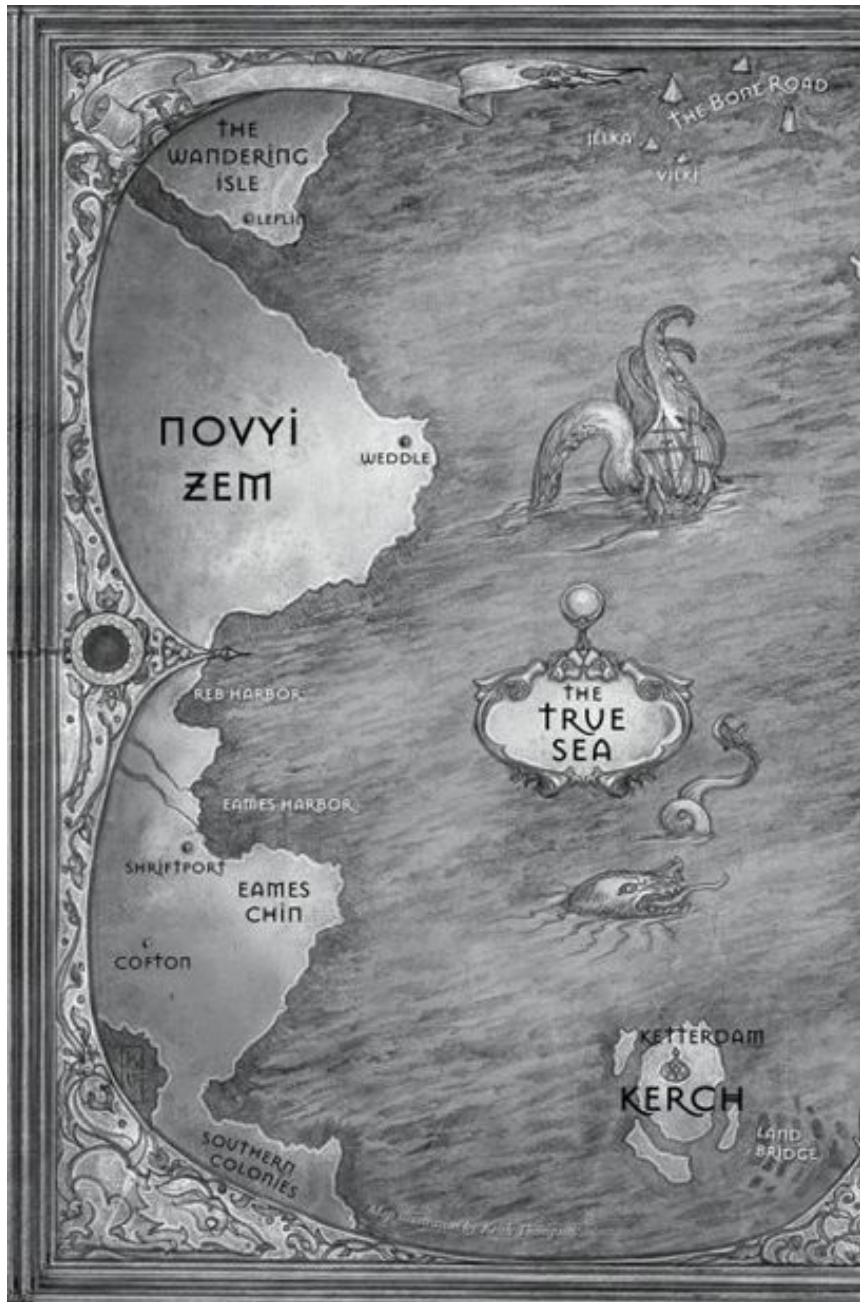 THE
WANDERING
ISLE
LEFLIN
THE BONE ROAD
JELKA
VILKI
NOVYI
ZEM
WEDDLE
THE
TRUE
SEA
REB HARBOR
EAMES HARBOR
SHRIFTPORT
EAMES
CHIN
COFTON
KETTERDAM
KERCH
LAND
BRIDGE
SOUTHERN
COLONIES